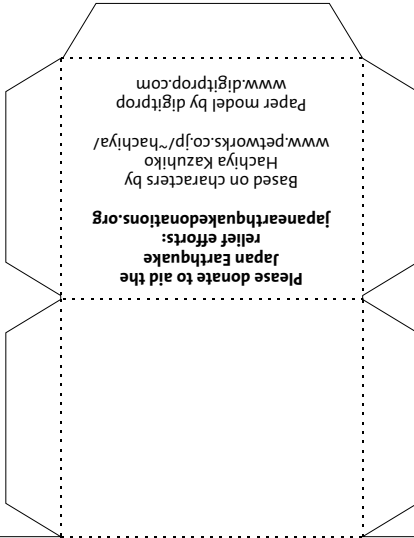 Please donate to aid the
Japan Earthquake
relief efforts:
japanearthquakedonations.org
Based on characters by
Hachiya Kazuhiko
www.petworks.co.jp/~hachiya/
Paper model by digitprop
www.digitprop.com